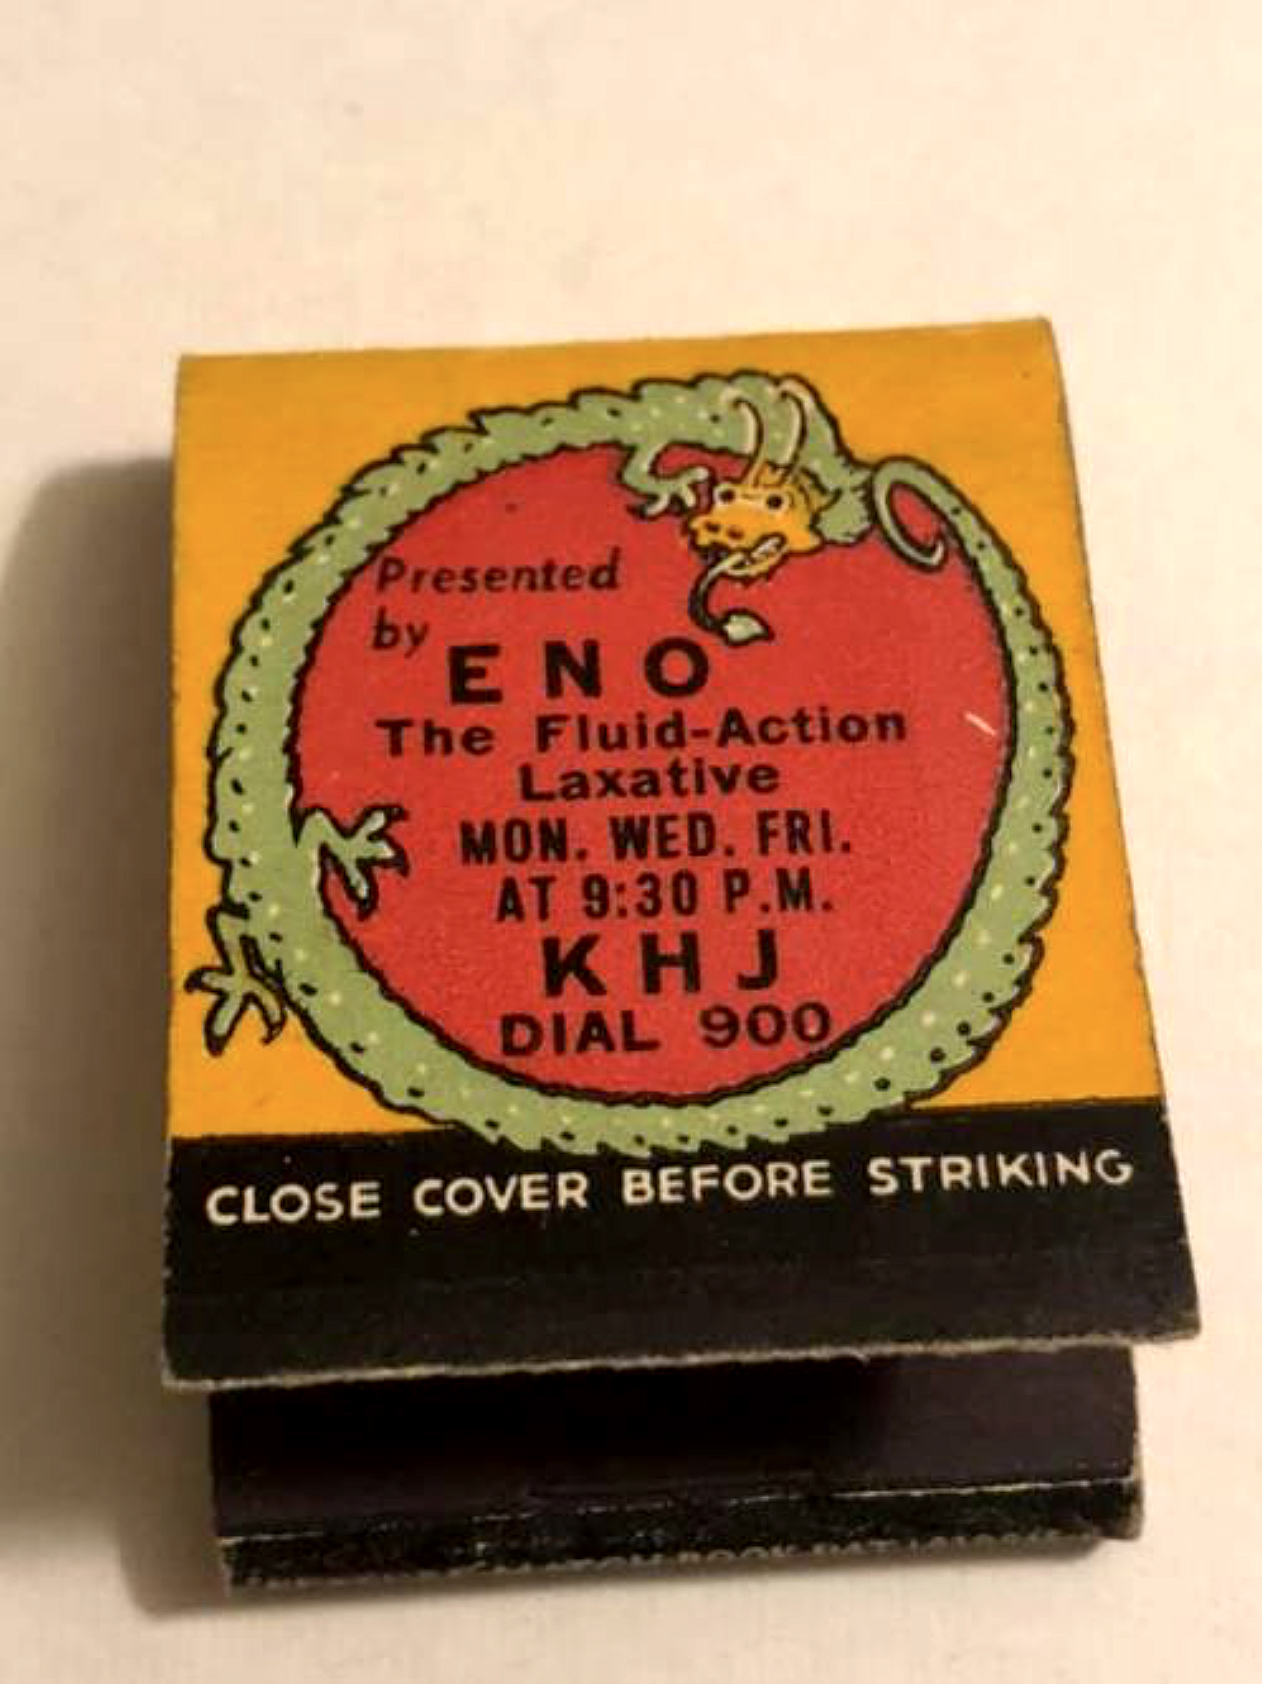 Presented
by
ENO
The Fluid-Action
Laxative
MON. WED. FRI.
AT 9:30 P.M.
KHJ
DIAL 900
CLOSE COVER BEFORE STRIKING